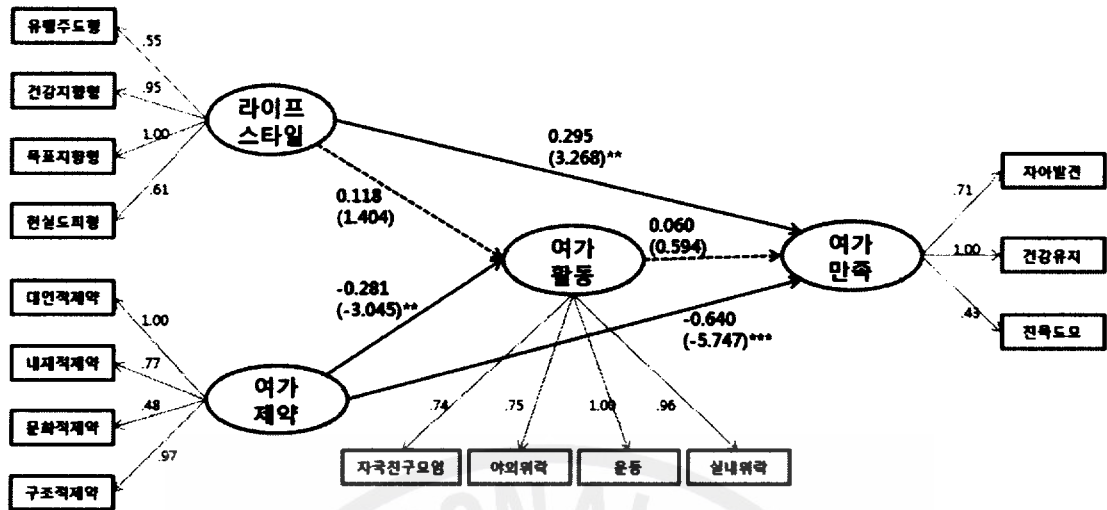 유행주도형
건강지향형
목표지향형
현실도피형
.55
.95
1.00
.61
라이프
스타일
0.295
(3.268)**
0.118
(1.404)
여가
활동
0.060
(0.594)
여가
만족
자아발견
건강유지
친목도모
.71
1.00
.43
대인적제약
내재적제약
문화적제약
구조적제약
1.00
.77
.48
.97
여가
제약
-0.281
(-3.045)**
-0.640
(-5.747)***
.74
.75
1.00
.96
자국친구모임
야외위락
운동
실내위락